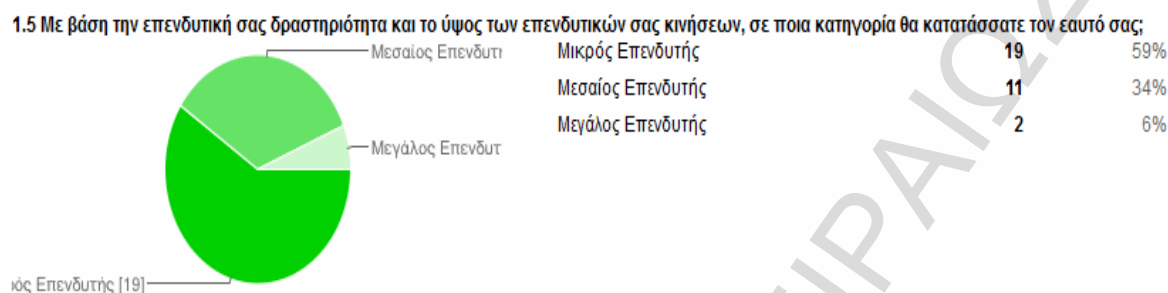 1.5 Με βάση την επενδυτική σας δραστηριότητα και το ύψος των επενδυτικών σας κινήσεων, σε ποια κατηγορία θα κατατάσσατε τον εαυτό σας;
Μεσαίος Επενδυτ
Μικρός Επενδυτής 19 59%
Μεσαίος Επενδυτής 11 34%
Μεγάλος Επενδυτής 2 6%
Μεγάλος Επενδυτ
ρός Επενδυτής [19]
ΠΕΙΡΑΙΩΣ